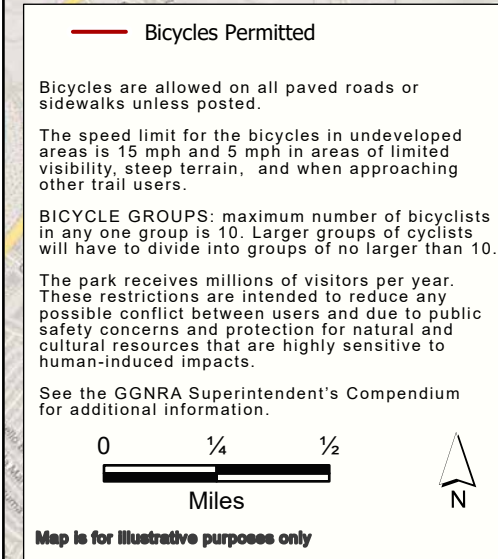 Bicycles Permitted
Bicycles are allowed on all paved roads or
sidewalks unless posted.
The speed limit for the bicycles in undeveloped
areas is 15 mph and 5 mph in areas of limited
visibility, steep terrain,  and when approaching
other trail users.
BICYCLE GROUPS: maximum number of bicyclists
in any one group is 10. Larger groups of cyclists
will have to divide into groups of no larger than 10.
The park receives millions of visitors per year.
These restrictions are intended to reduce any
possible conflict between users and due to public
safety concerns and protection for natural and
cultural resources that are highly sensitive to
human-induced impacts.
See the GGNRA Superintendent’s Compendium
for additional information.
0 ¼ ½
Miles
N
Map is for illustrative purposes only